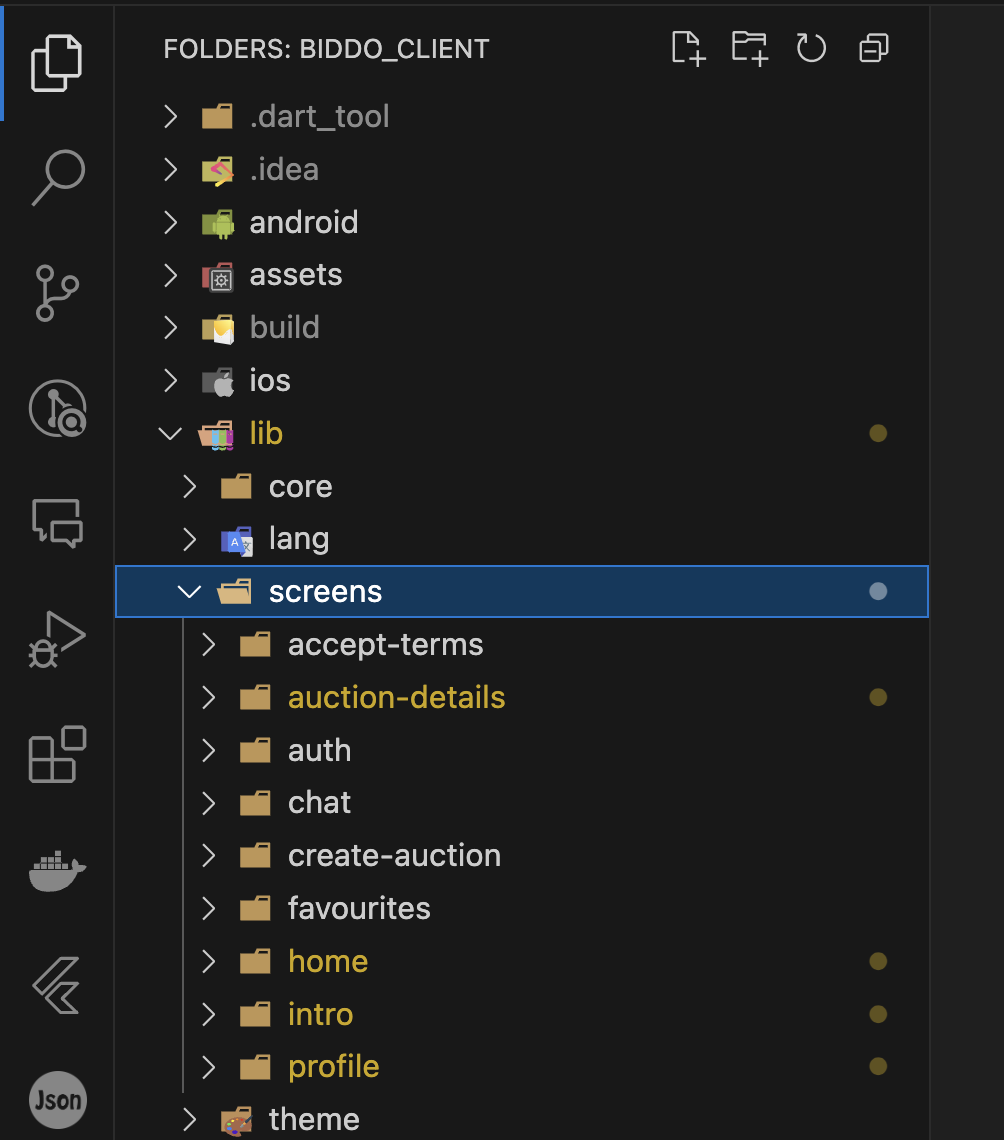 FOLDERS: BIDDO_CLIENT
.dart_tool
.idea
android
assets
build
ios
lib
core
lang
screens
accept-terms
auction-details
auth
chat
create-auction
favourites
home
intro
profile
theme
Json